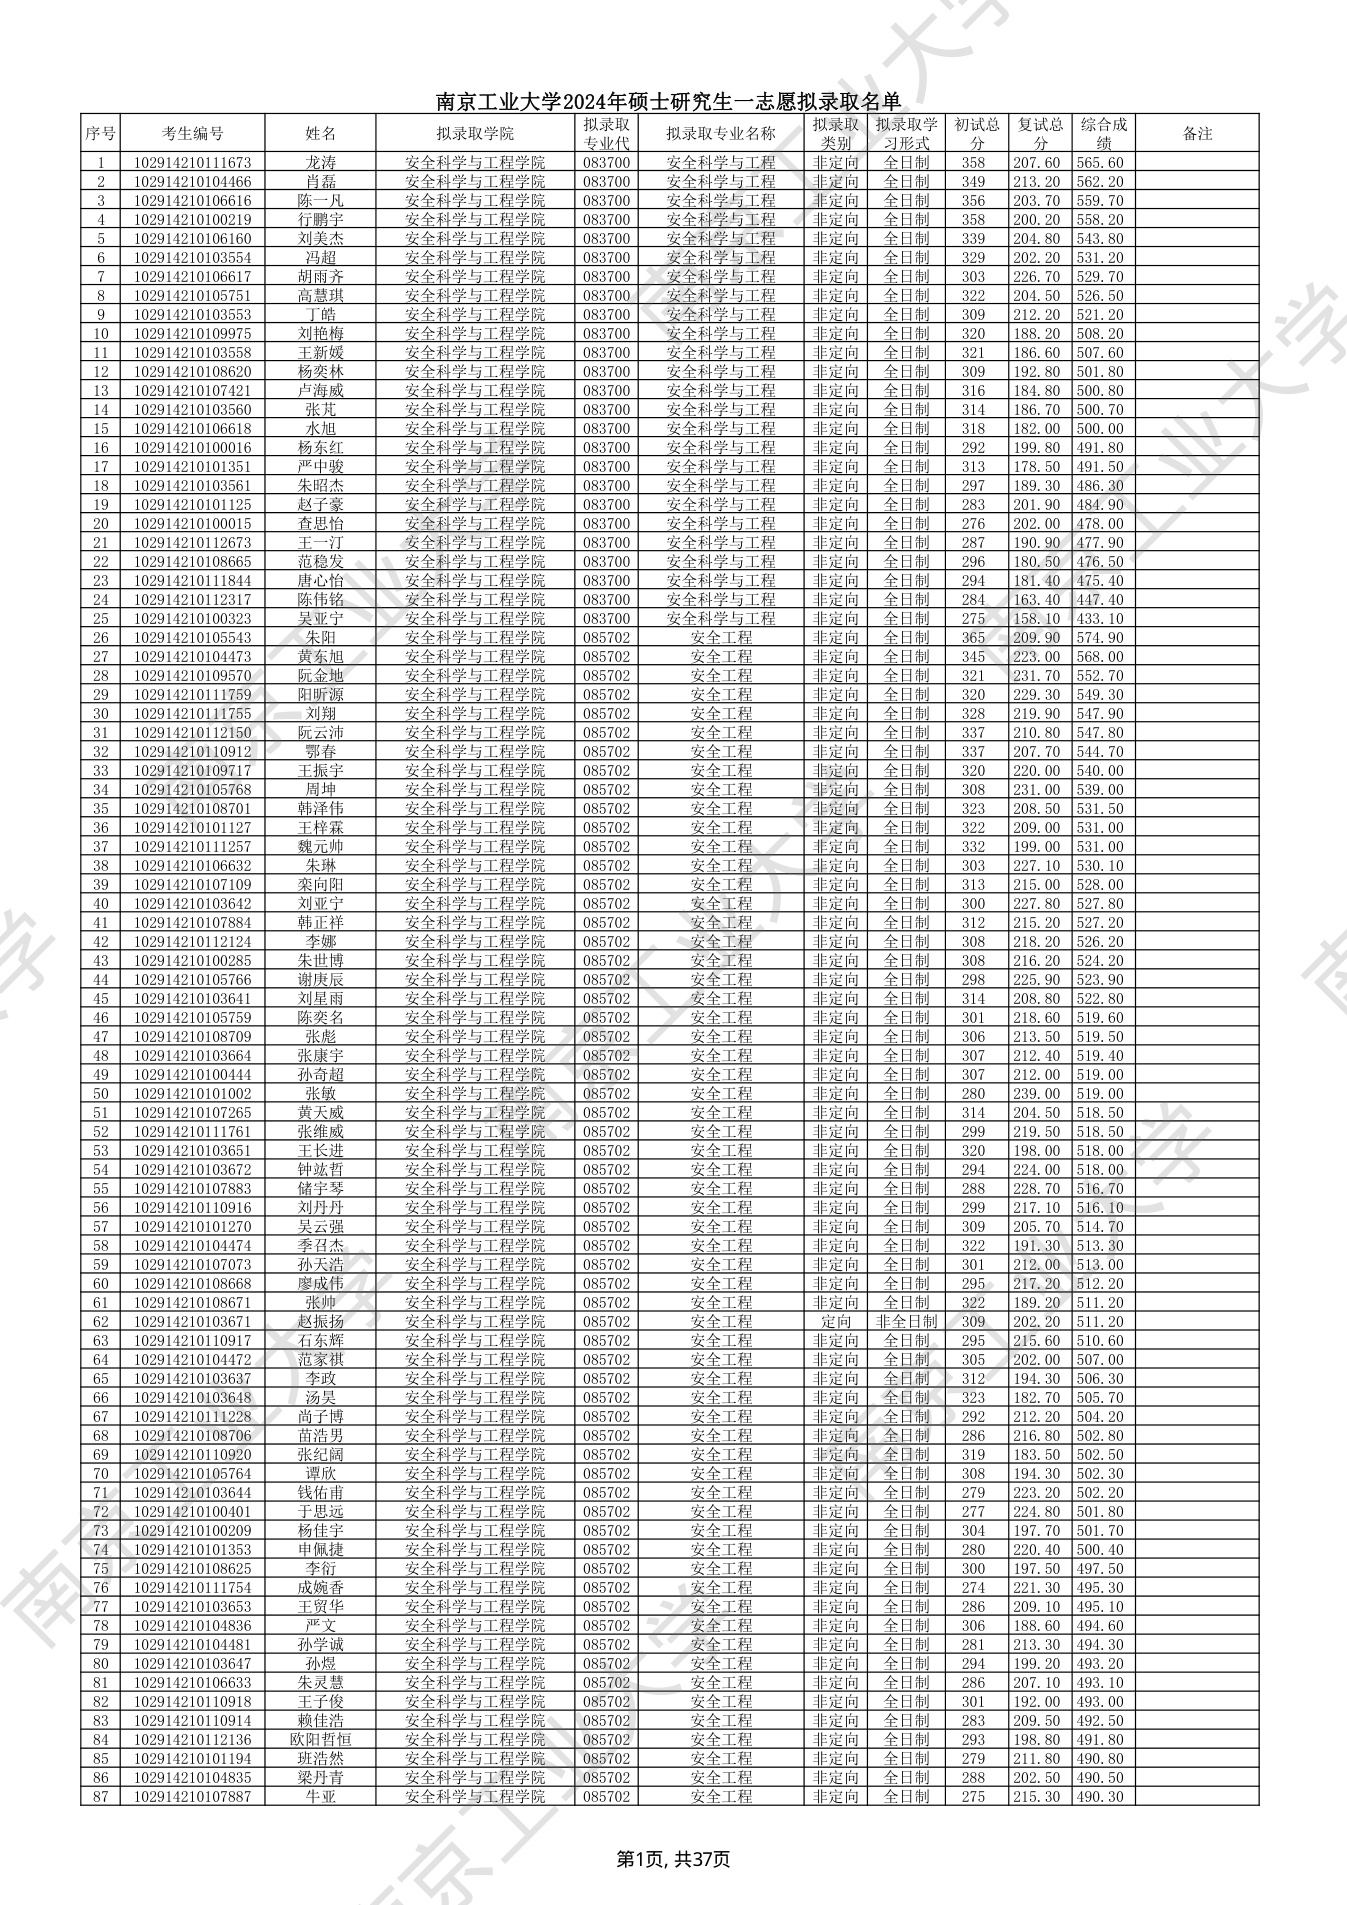 南京工业大学2024年硕士研究生一志愿拟录取名单
序号 考生编号 姓名 拟录取学院 拟录取专业代 拟录取专业名称 拟录取类别 拟录取学习形式 初试总分 复试总分 综合成绩 备注
1 102914210111673 龙涛 安全科学与工程学院 083700 安全科学与工程 非定向 全日制 358 207.60 565.60
2 102914210104466 肖磊 安全科学与工程学院 083700 安全科学与工程 非定向 全日制 349 213.20 562.20
3 102914210106616 陈一凡 安全科学与工程学院 083700 安全科学与工程 非定向 全日制 356 203.70 559.70
4 102914210100219 行鹏宇 安全科学与工程学院 083700 安全科学与工程 非定向 全日制 358 200.20 558.20
5 102914210106160 刘美杰 安全科学与工程学院 083700 安全科学与工程 非定向 全日制 339 204.80 543.80
6 102914210103554 冯超 安全科学与工程学院 083700 安全科学与工程 非定向 全日制 329 202.20 531.20
7 102914210106617 胡雨齐 安全科学与工程学院 083700 安全科学与工程 非定向 全日制 303 226.70 529.70
8 102914210105751 高慧琪 安全科学与工程学院 083700 安全科学与工程 非定向 全日制 322 204.50 526.50
9 102914210103553 丁皓 安全科学与工程学院 083700 安全科学与工程 非定向 全日制 309 212.20 521.20
10 102914210109975 刘艳梅 安全科学与工程学院 083700 安全科学与工程 非定向 全日制 320 188.20 508.20
11 102914210103558 王新媛 安全科学与工程学院 083700 安全科学与工程 非定向 全日制 321 186.60 507.60
12 102914210108620 杨奕林 安全科学与工程学院 083700 安全科学与工程 非定向 全日制 309 192.80 501.80
13 102914210107421 卢海威 安全科学与工程学院 083700 安全科学与工程 非定向 全日制 316 184.80 500.80
14 102914210103560 张芃 安全科学与工程学院 083700 安全科学与工程 非定向 全日制 314 186.70 500.70
15 102914210106618 水旭 安全科学与工程学院 083700 安全科学与工程 非定向 全日制 318 182.00 500.00
16 102914210100016 杨东红 安全科学与工程学院 083700 安全科学与工程 非定向 全日制 292 199.80 491.80
17 102914210101351 严中骏 安全科学与工程学院 083700 安全科学与工程 非定向 全日制 313 178.50 491.50
18 102914210103561 朱昭杰 安全科学与工程学院 083700 安全科学与工程 非定向 全日制 297 189.30 486.30
19 102914210101125 赵子豪 安全科学与工程学院 083700 安全科学与工程 非定向 全日制 283 201.90 484.90
20 102914210100015 查思怡 安全科学与工程学院 083700 安全科学与工程 非定向 全日制 276 202.00 478.00
21 102914210112673 王一汀 安全科学与工程学院 083700 安全科学与工程 非定向 全日制 287 190.90 477.90
22 102914210108665 范稳发 安全科学与工程学院 083700 安全科学与工程 非定向 全日制 296 180.50 476.50
23 102914210111844 唐心怡 安全科学与工程学院 083700 安全科学与工程 非定向 全日制 294 181.40 475.40
24 102914210112317 陈伟铭 安全科学与工程学院 083700 安全科学与工程 非定向 全日制 284 163.40 447.40
25 102914210100323 吴亚宁 安全科学与工程学院 083700 安全科学与工程 非定向 全日制 275 158.10 433.10
26 102914210105543 朱阳 安全科学与工程学院 085702 安全工程 非定向 全日制 365 209.90 574.90
27 102914210104473 黄东旭 安全科学与工程学院 085702 安全工程 非定向 全日制 345 223.00 568.00
28 102914210109570 阮金地 安全科学与工程学院 085702 安全工程 非定向 全日制 321 231.70 552.70
29 102914210111759 阳昕源 安全科学与工程学院 085702 安全工程 非定向 全日制 320 229.30 549.30
30 102914210111755 刘翔 安全科学与工程学院 085702 安全工程 非定向 全日制 328 219.90 547.90
31 102914210112150 阮云沛 安全科学与工程学院 085702 安全工程 非定向 全日制 337 210.80 547.80
32 102914210110912 鄂春 安全科学与工程学院 085702 安全工程 非定向 全日制 337 207.70 544.70
33 102914210109717 王振宇 安全科学与工程学院 085702 安全工程 非定向 全日制 320 220.00 540.00
34 102914210105768 周坤 安全科学与工程学院 085702 安全工程 非定向 全日制 308 231.00 539.00
35 102914210108701 韩泽伟 安全科学与工程学院 085702 安全工程 非定向 全日制 323 208.50 531.50
36 102914210101127 王梓霖 安全科学与工程学院 085702 安全工程 非定向 全日制 322 209.00 531.00
37 102914210111257 魏元帅 安全科学与工程学院 085702 安全工程 非定向 全日制 332 199.00 531.00
38 102914210106632 朱琳 安全科学与工程学院 085702 安全工程 非定向 全日制 303 227.10 530.10
39 102914210107109 栾向阳 安全科学与工程学院 085702 安全工程 非定向 全日制 313 215.00 528.00
40 102914210103642 刘亚宁 安全科学与工程学院 085702 安全工程 非定向 全日制 300 227.80 527.80
41 102914210107884 韩正祥 安全科学与工程学院 085702 安全工程 非定向 全日制 312 215.20 527.20
42 102914210112124 李娜 安全科学与工程学院 085702 安全工程 非定向 全日制 308 218.20 526.20
43 102914210100285 朱世博 安全科学与工程学院 085702 安全工程 非定向 全日制 308 216.20 524.20
44 102914210105766 谢庚辰 安全科学与工程学院 085702 安全工程 非定向 全日制 298 225.90 523.90
45 102914210103641 刘星雨 安全科学与工程学院 085702 安全工程 非定向 全日制 314 208.80 522.80
46 102914210105759 陈奕名 安全科学与工程学院 085702 安全工程 非定向 全日制 301 218.60 519.60
47 102914210108709 张彪 安全科学与工程学院 085702 安全工程 非定向 全日制 306 213.50 519.50
48 102914210103664 张康宇 安全科学与工程学院 085702 安全工程 非定向 全日制 307 212.40 519.40
49 102914210100444 孙奇超 安全科学与工程学院 085702 安全工程 非定向 全日制 307 212.00 519.00
50 102914210101002 张敏 安全科学与工程学院 085702 安全工程 非定向 全日制 280 239.00 519.00
51 102914210107265 黄天威 安全科学与工程学院 085702 安全工程 非定向 全日制 314 204.50 518.50
52 102914210111761 张维威 安全科学与工程学院 085702 安全工程 非定向 全日制 299 219.50 518.50
53 102914210103651 王长进 安全科学与工程学院 085702 安全工程 非定向 全日制 320 198.00 518.00
54 102914210103672 钟竑哲 安全科学与工程学院 085702 安全工程 非定向 全日制 294 224.00 518.00
55 102914210107883 储宇琴 安全科学与工程学院 085702 安全工程 非定向 全日制 288 228.70 516.70
56 102914210110916 刘丹丹 安全科学与工程学院 085702 安全工程 非定向 全日制 299 217.10 516.10
57 102914210101270 吴云强 安全科学与工程学院 085702 安全工程 非定向 全日制 309 205.70 514.70
58 102914210104474 季召杰 安全科学与工程学院 085702 安全工程 非定向 全日制 322 191.30 513.30
59 102914210107073 孙天浩 安全科学与工程学院 085702 安全工程 非定向 全日制 301 212.00 513.00
60 102914210108668 廖成伟 安全科学与工程学院 085702 安全工程 非定向 全日制 295 217.20 512.20
61 102914210108671 张帅 安全科学与工程学院 085702 安全工程 非定向 全日制 322 189.20 511.20
62 102914210103671 赵振扬 安全科学与工程学院 085702 安全工程 定向 非全日制 309 202.20 511.20
63 102914210110917 石东辉 安全科学与工程学院 085702 安全工程 非定向 全日制 295 215.60 510.60
64 102914210104472 范家祺 安全科学与工程学院 085702 安全工程 非定向 全日制 305 202.00 507.00
65 102914210103637 李政 安全科学与工程学院 085702 安全工程 非定向 全日制 312 194.30 506.30
66 102914210103648 汤昊 安全科学与工程学院 085702 安全工程 非定向 全日制 323 182.70 505.70
67 102914210111228 尚子博 安全科学与工程学院 085702 安全工程 非定向 全日制 292 212.20 504.20
68 102914210108706 苗浩男 安全科学与工程学院 085702 安全工程 非定向 全日制 286 216.80 502.80
69 102914210110920 张纪阔 安全科学与工程学院 085702 安全工程 非定向 全日制 319 183.50 502.50
70 102914210105764 谭欣 安全科学与工程学院 085702 安全工程 非定向 全日制 308 194.30 502.30
71 102914210103644 钱佑甫 安全科学与工程学院 085702 安全工程 非定向 全日制 279 223.20 502.20
72 102914210100401 于思远 安全科学与工程学院 085702 安全工程 非定向 全日制 277 224.80 501.80
73 102914210100209 杨佳宇 安全科学与工程学院 085702 安全工程 非定向 全日制 304 197.70 501.70
74 102914210101353 申佩捷 安全科学与工程学院 085702 安全工程 非定向 全日制 280 220.40 500.40
75 102914210108625 李衍 安全科学与工程学院 085702 安全工程 非定向 全日制 300 197.50 497.50
76 102914210111754 成婉香 安全科学与工程学院 085702 安全工程 非定向 全日制 274 221.30 495.30
77 102914210103653 王贸华 安全科学与工程学院 085702 安全工程 非定向 全日制 286 209.10 495.10
78 102914210104836 严文 安全科学与工程学院 085702 安全工程 非定向 全日制 306 188.60 494.60
79 102914210104481 孙学诚 安全科学与工程学院 085702 安全工程 非定向 全日制 281 213.30 494.30
80 102914210103647 孙煜 安全科学与工程学院 085702 安全工程 非定向 全日制 294 199.20 493.20
81 102914210106633 朱灵慧 安全科学与工程学院 085702 安全工程 非定向 全日制 286 207.10 493.10
82 102914210110918 王子俊 安全科学与工程学院 085702 安全工程 非定向 全日制 301 192.00 493.00
83 102914210110914 赖佳浩 安全科学与工程学院 085702 安全工程 非定向 全日制 283 209.50 492.50
84 102914210112136 欧阳哲恒 安全科学与工程学院 085702 安全工程 非定向 全日制 293 198.80 491.80
85 102914210101194 班浩然 安全科学与工程学院 085702 安全工程 非定向 全日制 279 211.80 490.80
86 102914210104835 梁丹青 安全科学与工程学院 085702 安全工程 非定向 全日制 288 202.50 490.50
87 102914210107887 牛亚 安全科学与工程学院 085702 安全工程 非定向 全日制 275 215.30 490.30
第1页, 共37页